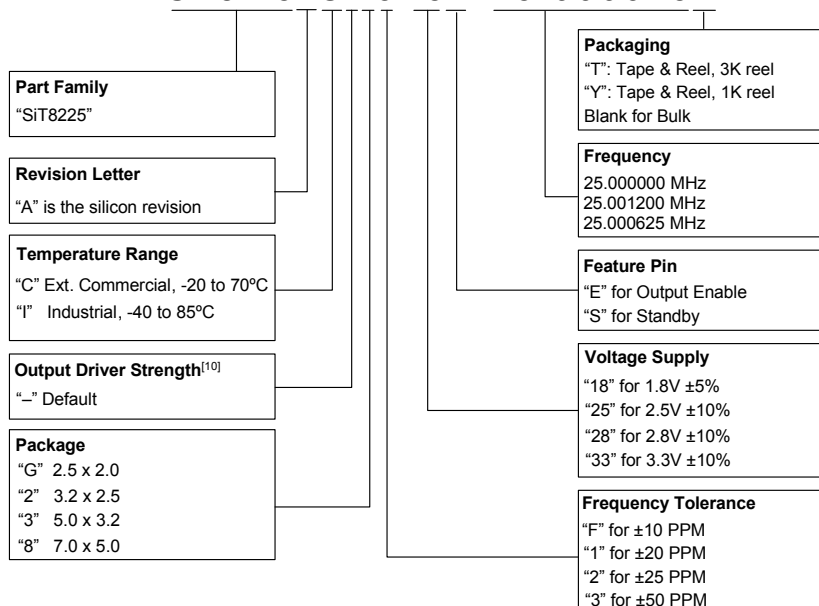 Part Family
“SiT8225”
Revision Letter
“A” is the silicon revision
Temperature Range
“C” Ext. Commercial, -20 to 70ºC
“I” Industrial, -40 to 85ºC
Output Driver Strength[10]
“–” Default
Package
“G” 2.5 x 2.0
“2” 3.2 x 2.5
“3” 5.0 x 3.2
“8” 7.0 x 5.0
Packaging
“T”: Tape & Reel, 3K reel
“Y”: Tape & Reel, 1K reel
Blank for Bulk
Frequency
25.000000 MHz
25.001200 MHz
25.000625 MHz
Feature Pin
“E” for Output Enable
“S” for Standby
Voltage Supply
“18” for 1.8V ±5%
“25” for 2.5V ±10%
“28” for 2.8V ±10%
“33” for 3.3V ±10%
Frequency Tolerance
“F” for ±10 PPM
“1” for ±20 PPM
“2” for ±25 PPM
“3” for ±50 PPM